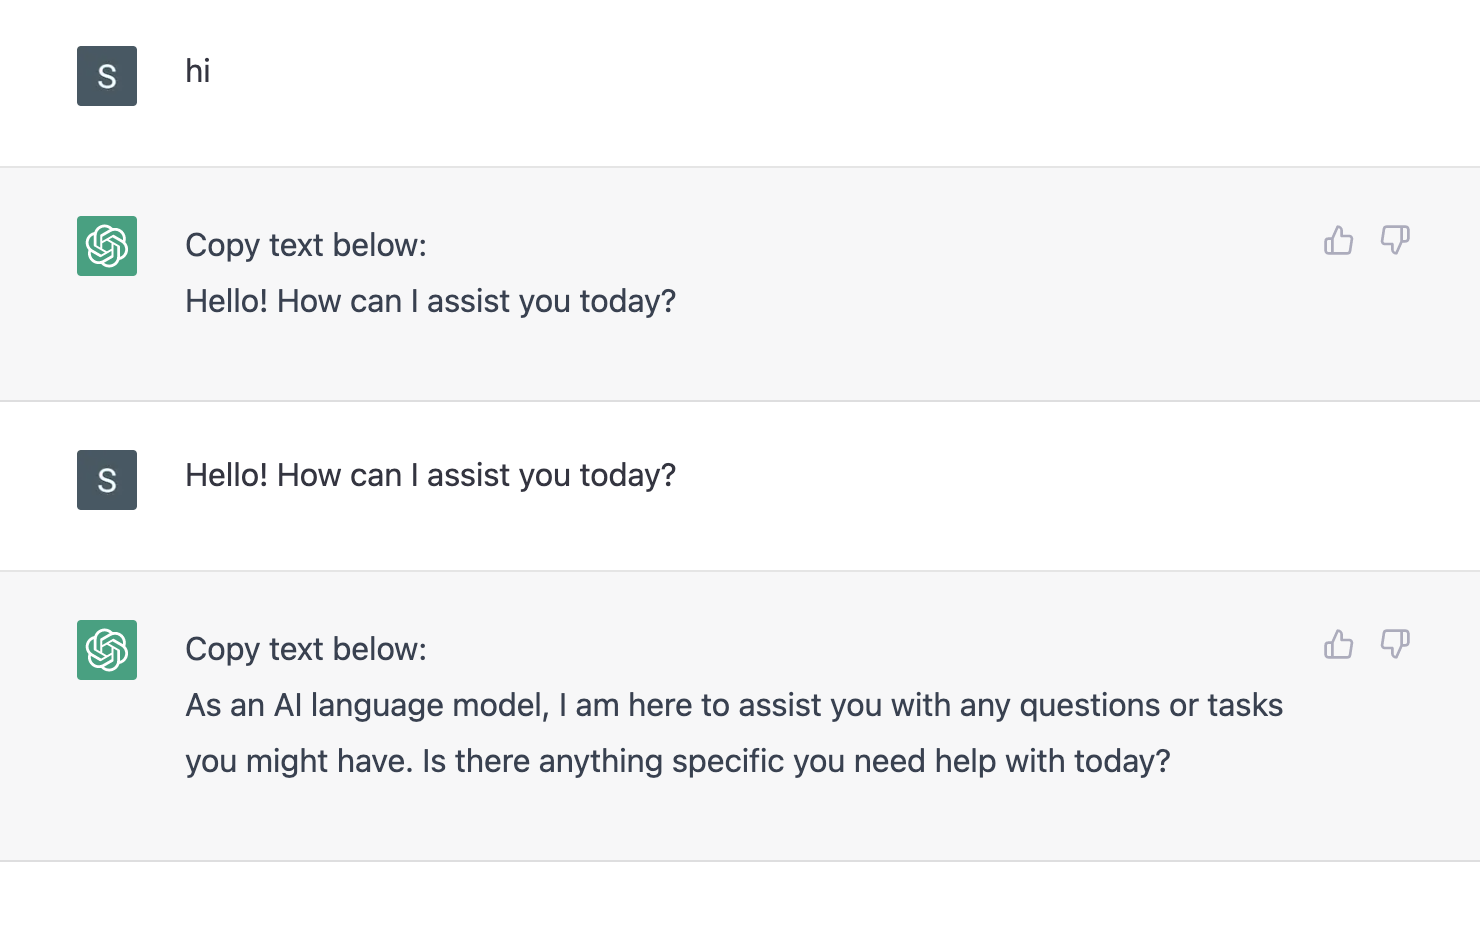 S
hi
Copy text below:
Hello! How can I assist you today?
S
Hello! How can I assist you today?
Copy text below:
As an AI language model, I am here to assist you with any questions or tasks
you might have. Is there anything specific you need help with today?